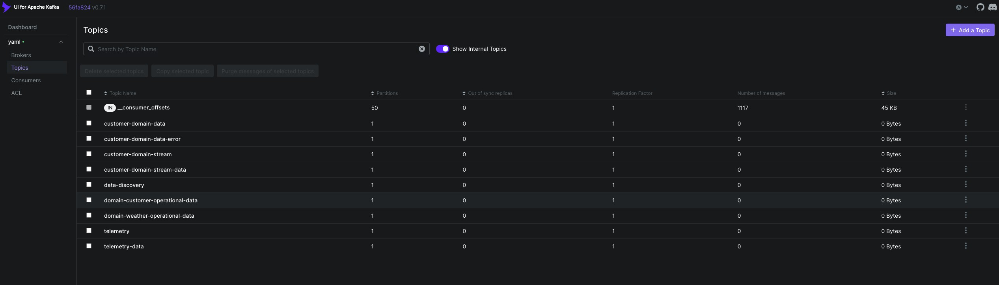 UI for Apache Kafka 56fa824 v0.7.1 A
Dashboard
yaml
Brokers
Topics
Consumers
ACL
Topics
Add a Topic
Search by Topic Name
Show Internal Topics
Delete selected topics Copy selected topic Purge messages of selected topics
Topic Name Partitions Out of sync replicas Replication Factor Number of messages Size
IN __consumer_offsets 50 0 1 1117 45 KB
customer-domain-data 1 0 1 0 0 Bytes
customer-domain-data-error 1 0 1 0 0 Bytes
customer-domain-stream 1 0 1 0 0 Bytes
customer-domain-stream-data 1 0 1 0 0 Bytes
data-discovery 1 0 1 0 0 Bytes
domain-customer-operational-data 1 0 1 0 0 Bytes
domain-weather-operational-data 1 0 1 0 0 Bytes
telemetry 1 0 1 0 0 Bytes
telemetry-data 1 0 1 0 0 Bytes